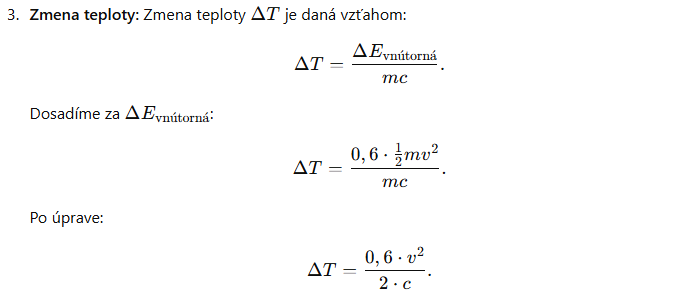 3. Zmena teploty: Zmena teploty ΔT je daná vzťahom:
ΔT = ΔE_vnútorná / mc.
Dosadíme za ΔE_vnútorná:
ΔT = 0,6 · ½mv² / mc.
Po úprave:
ΔT = 0,6 · v² / 2 · c.